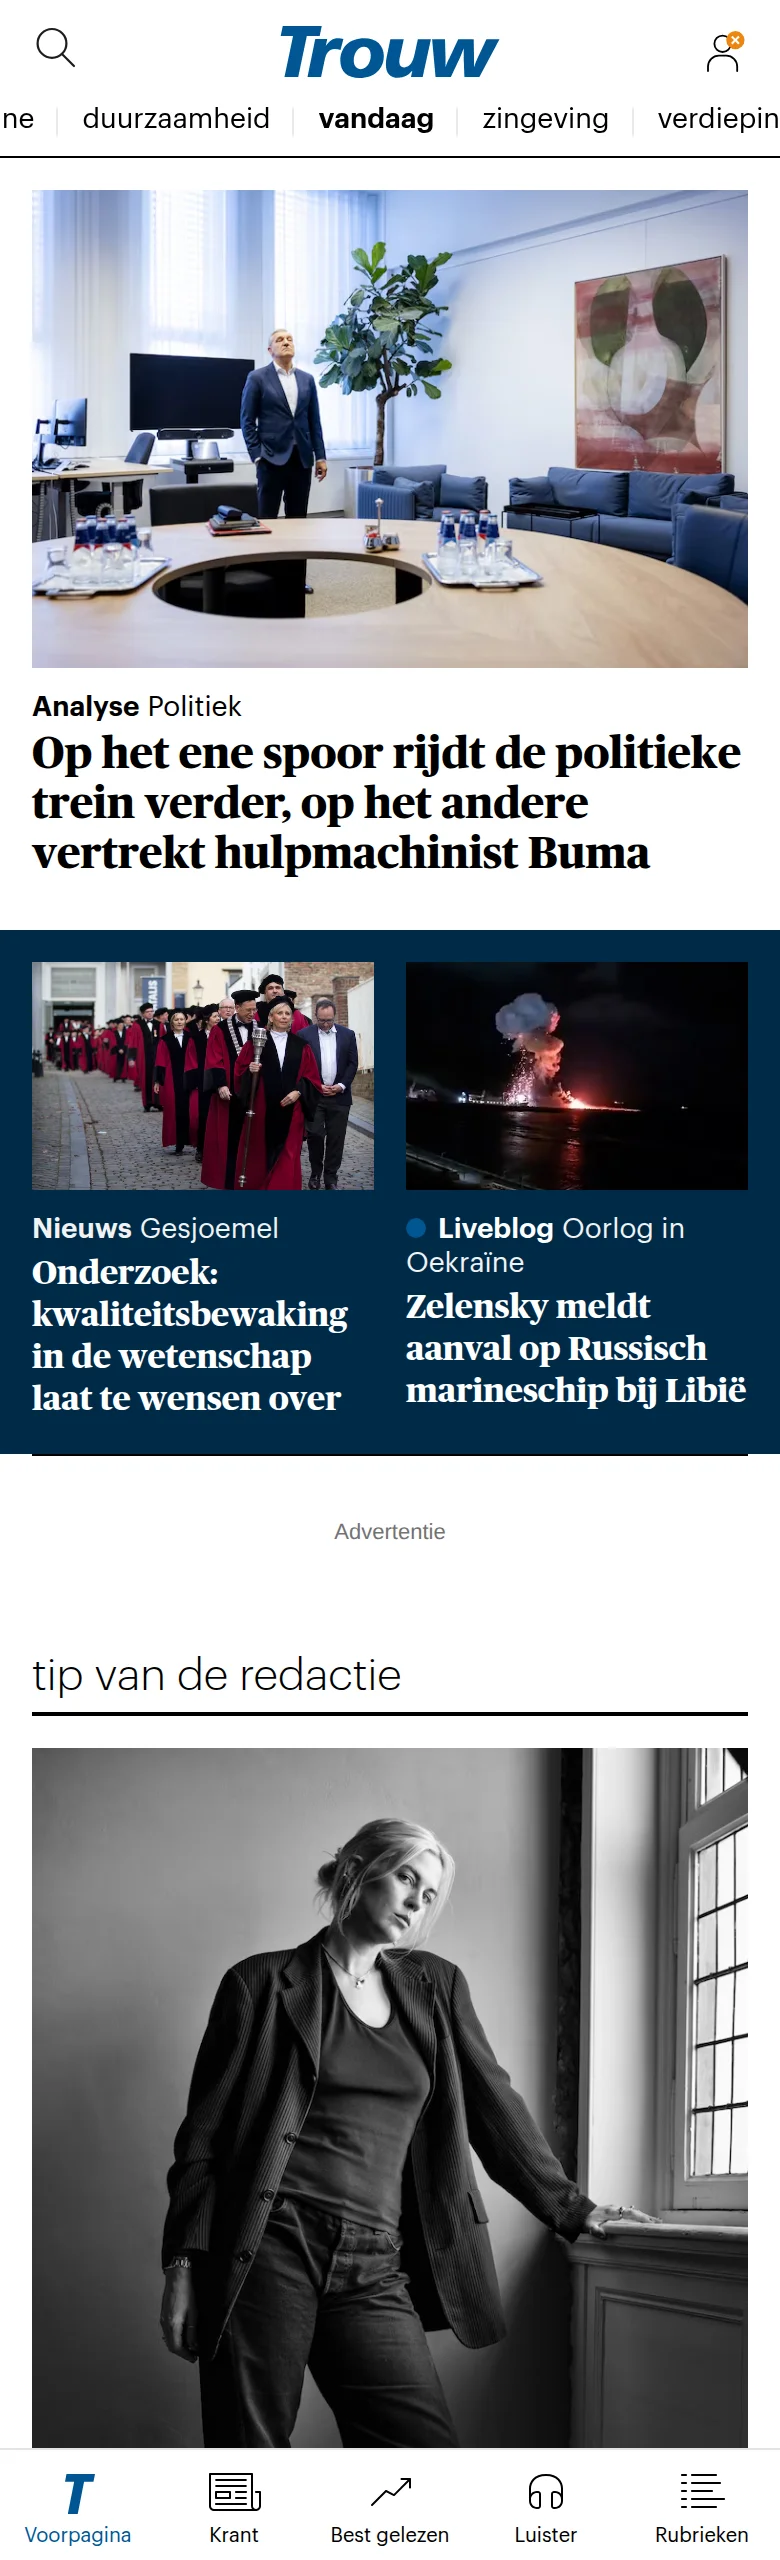 Trouw
ne duurzaamheid vandaag zingeving verdiepin
Analyse Politiek
Op het ene spoor rijdt de politieke
trein verder, op het andere
vertrekt hulpmachinist Buma
Nieuws Gesjoemel
Onderzoek:
kwaliteitsbewaking
in de wetenschap
laat te wensen over
Liveblog Oorlog in
Oekraïne
Zelensky meldt
aanval op Russisch
marineschip bij Libië
Advertentie
tip van de redactie
T
Voorpagina Krant Best gelezen Luister Rubrieken